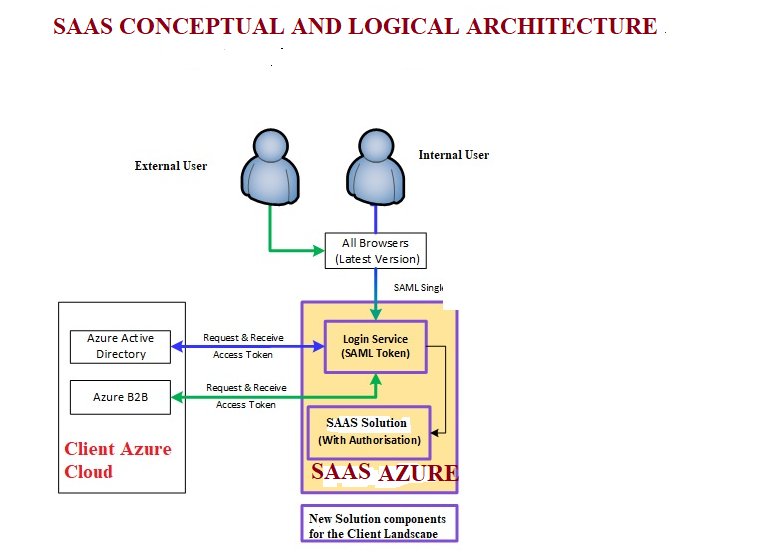 SAAS CONCEPTUAL AND LOGICAL ARCHITECTURE
External User
Internal User
All Browsers
(Latest Version)
SAML Single
Azure Active
Directory
Request & Receive
Access Token
Login Service
(SAML Token)
Azure B2B
Request & Receive
Access Token
SAAS Solution
(With Authorisation)
Client Azure
Cloud
SAAS AZURE
New Solution components
for the Client Landscape